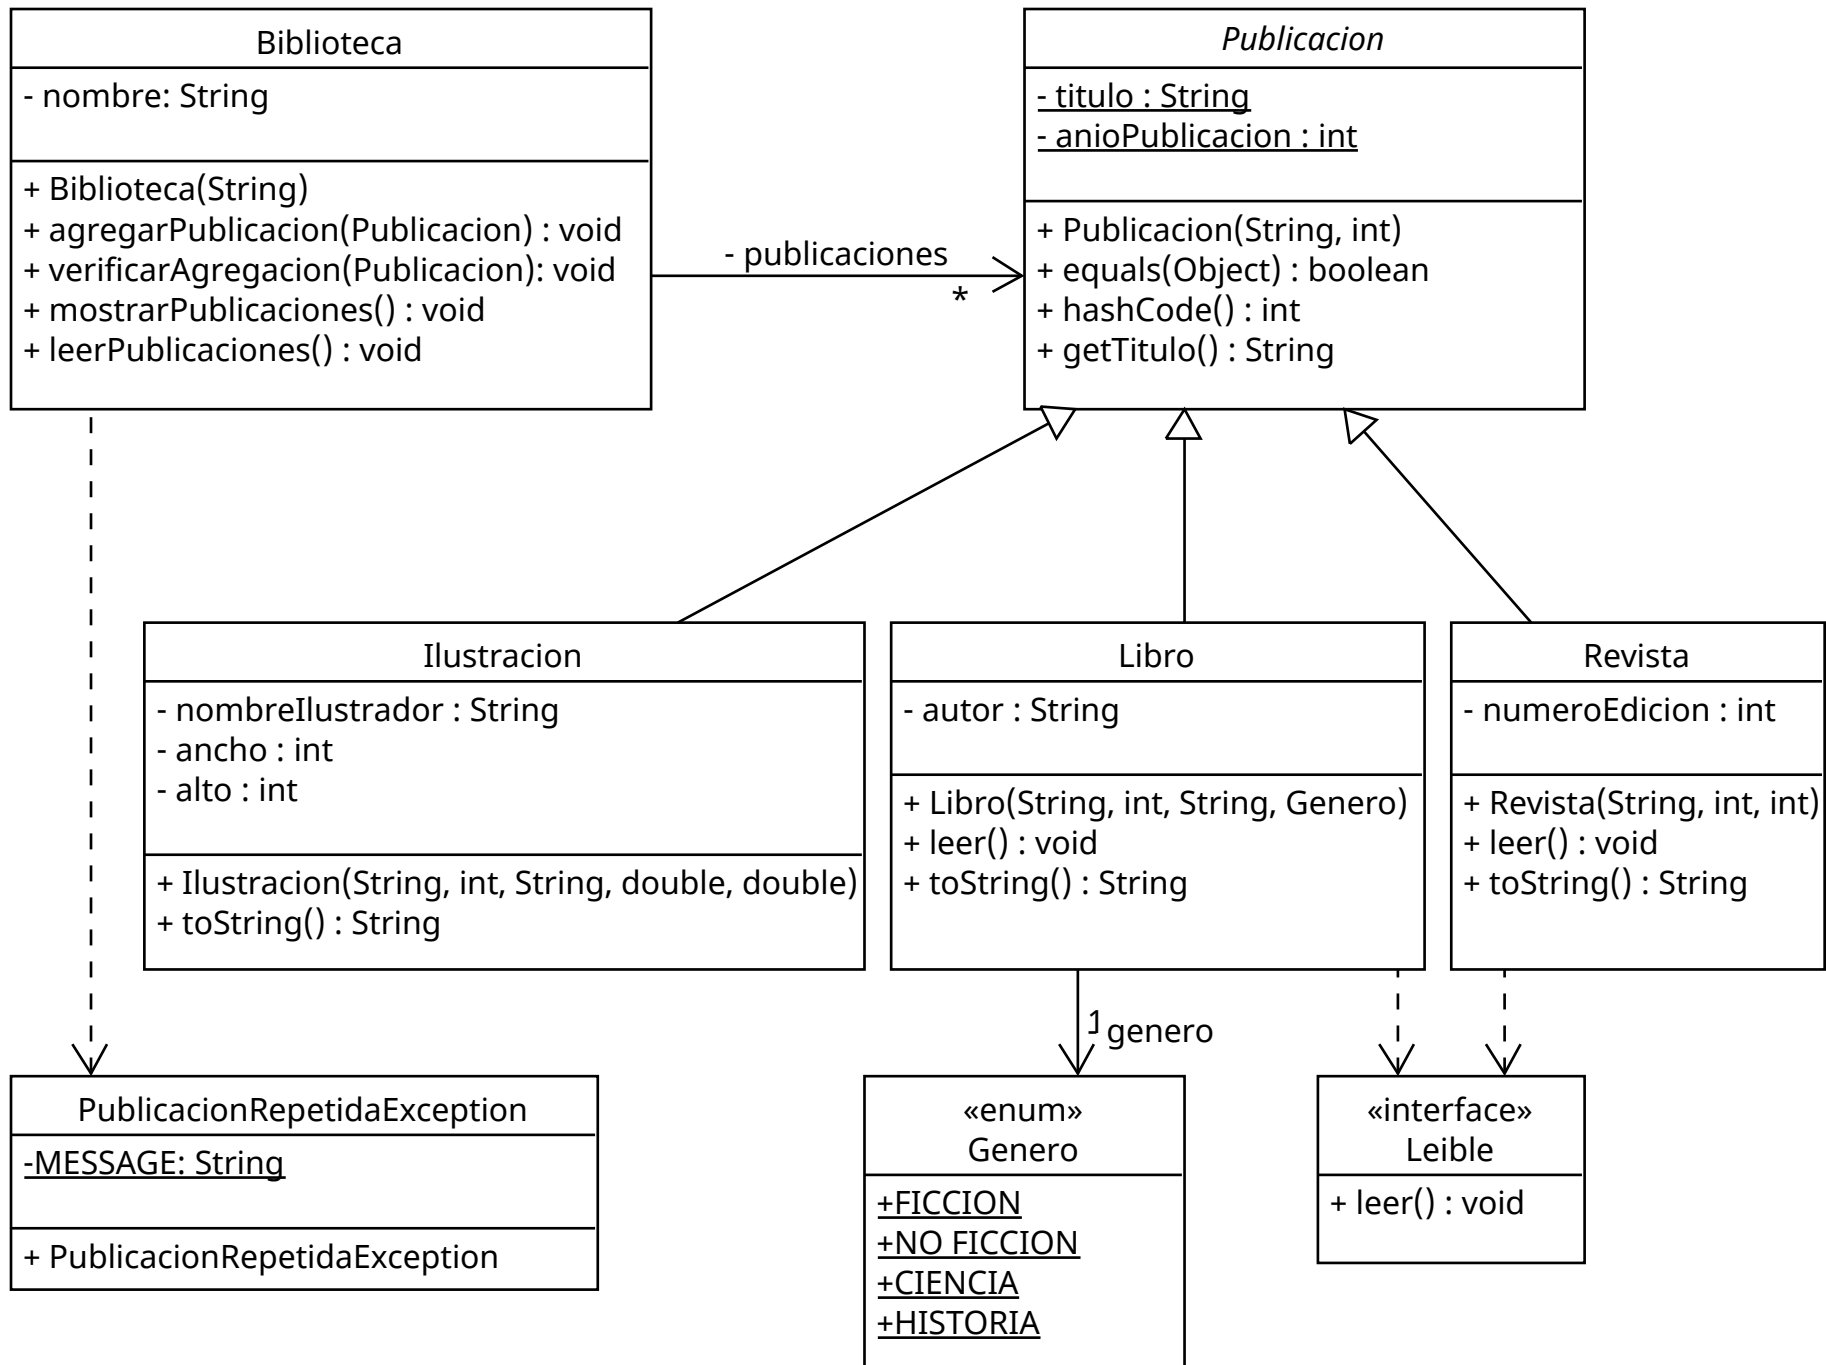 Biblioteca
- nombre: String
+ Biblioteca(String)
+ agregarPublicacion(Publicacion) : void
+ verificarAgregacion(Publicacion): void
+ mostrarPublicaciones() : void
+ leerPublicaciones() : void
- publicaciones
*
Publicacion
- titulo : String
- anioPublicacion : int
+ Publicacion(String, int)
+ equals(Object) : boolean
+ hashCode() : int
+ getTitulo() : String
Ilustracion
- nombreIlustrador : String
- ancho : int
- alto : int
+ Ilustracion(String, int, String, double, double)
+ toString() : String
Libro
- autor : String
+ Libro(String, int, String, Genero)
+ leer() : void
+ toString() : String
Revista
- numeroEdicion : int
+ Revista(String, int, int)
+ leer() : void
+ toString() : String
1
- genero
PublicacionRepetidaException
-MESSAGE: String
+ PublicacionRepetidaException
«enum»
Genero
+FICCION
+NO FICCION
+CIENCIA
+HISTORIA
«interface»
Leible
+ leer() : void